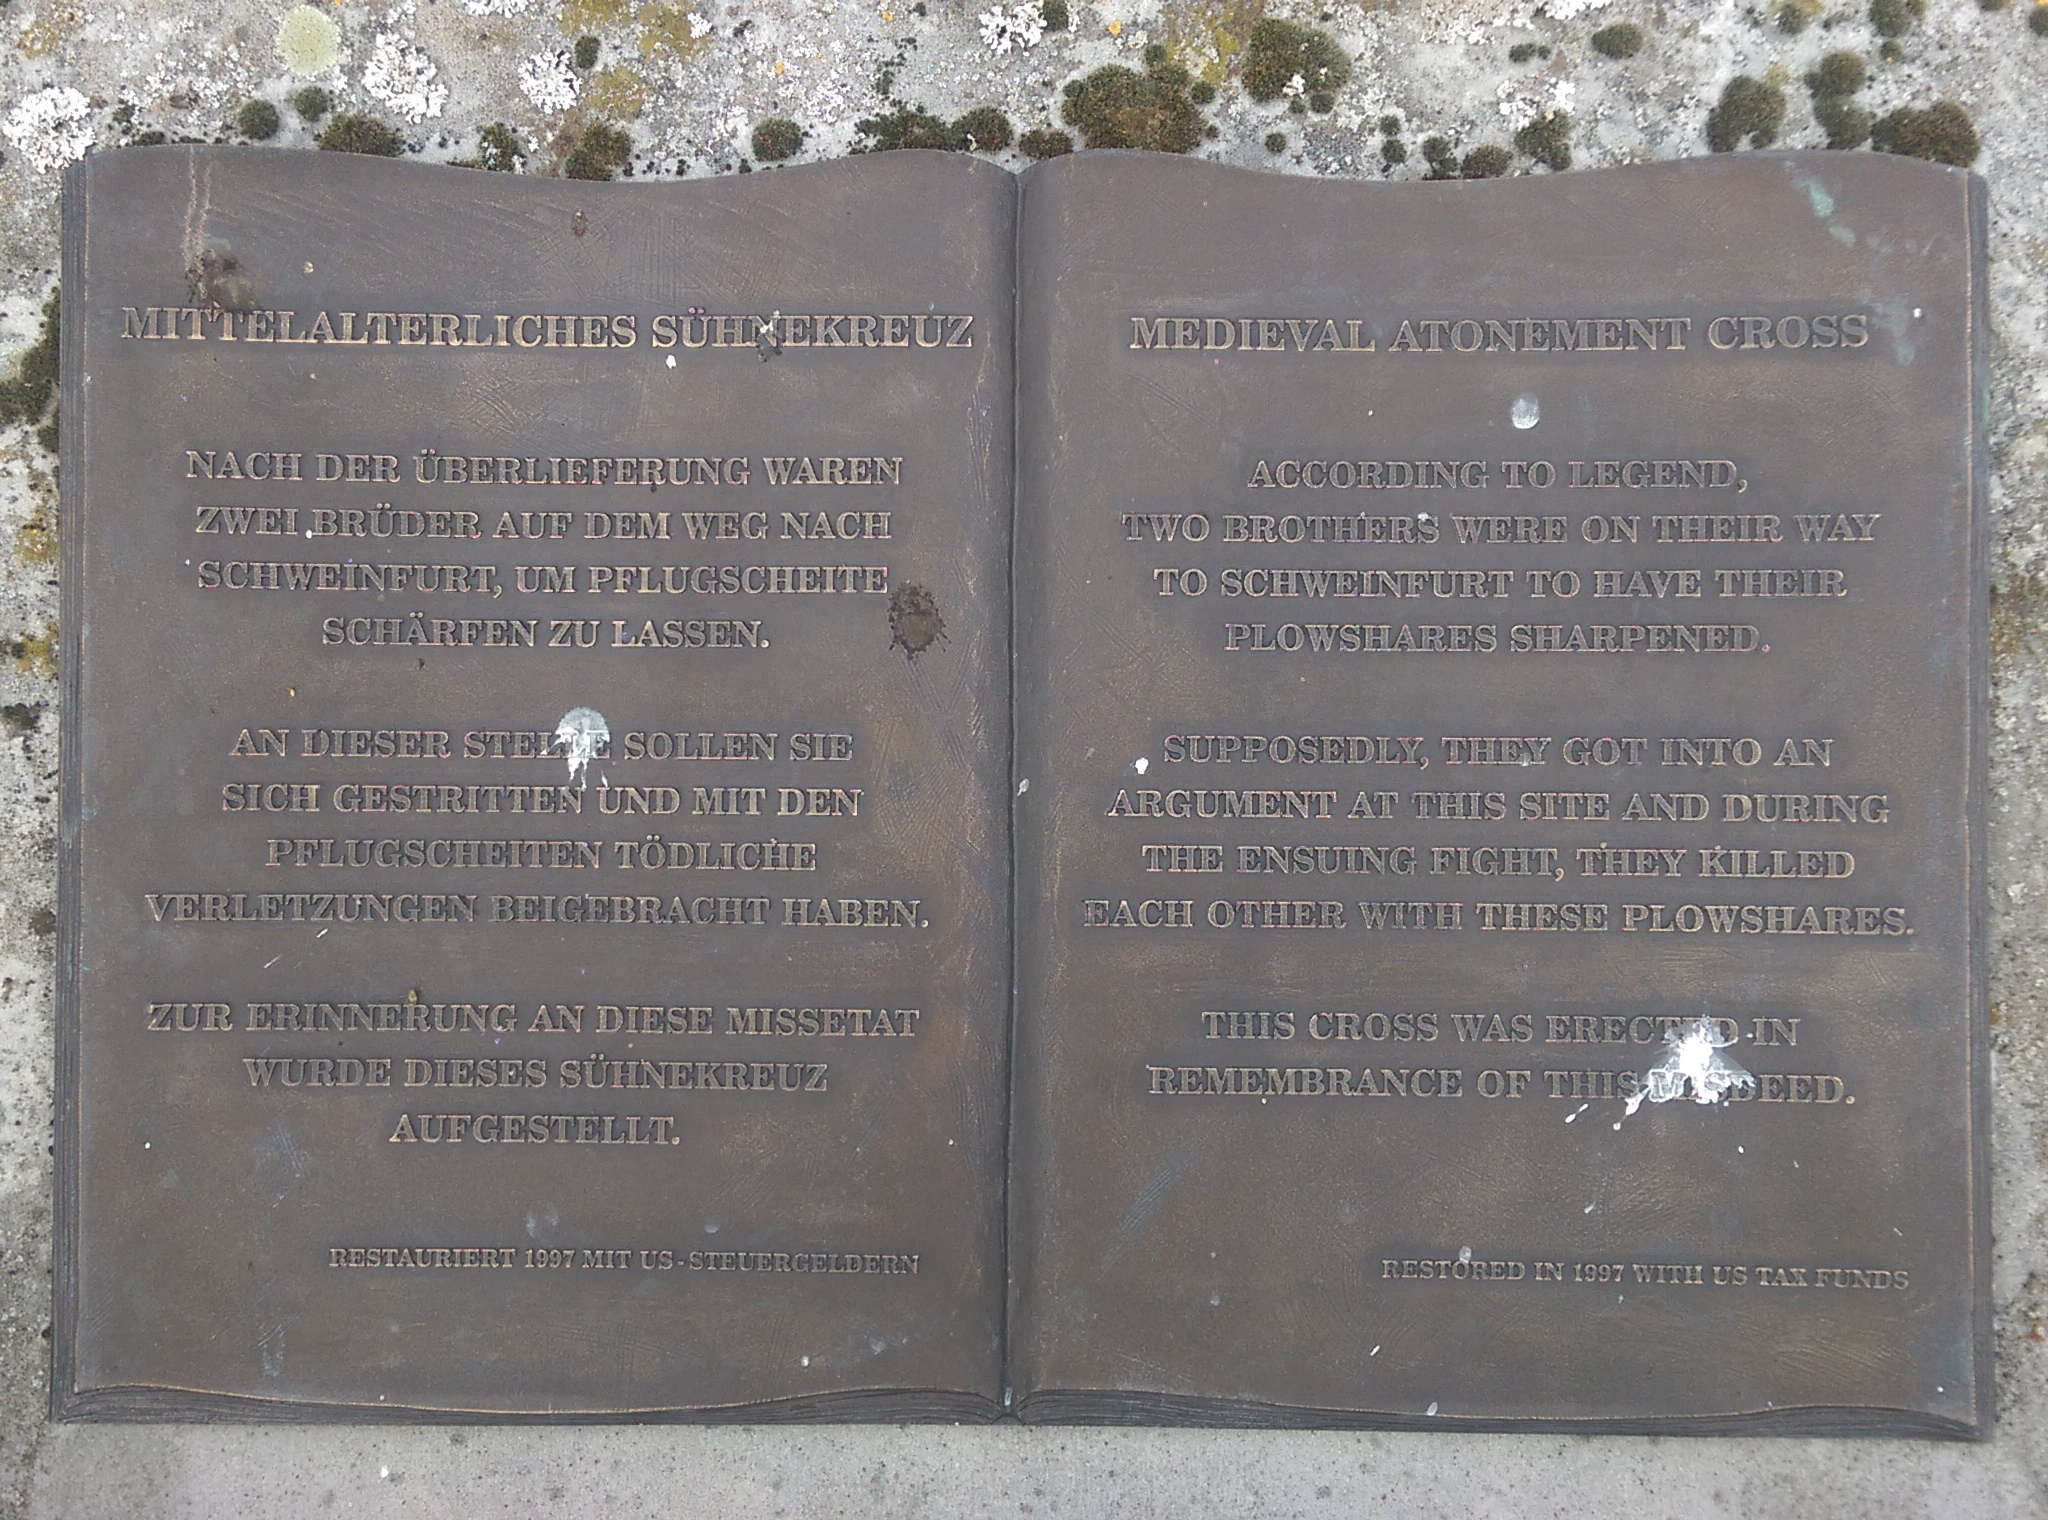 MITTELALTERLICHES SÜHNEKREUZ
NACH DER ÜBERLIEFERUNG WAREN
ZWEI BRÜDER AUF DEM WEG NACH
SCHWEINFURT, UM PFLUGSCHEITE
SCHÄRFEN ZU LASSEN.
AN DIESER STELLE SOLLEN SIE
SICH GESTRITTEN UND MIT DEN
PFLUGSCHEITEN TÖDLICHE
VERLETZUNGEN BEIGEBRACHT HABEN.
ZUR ERINNERUNG AN DIESE MISSETAT
WURDE DIESES SÜHNEKREUZ
AUFGESTELLT.
RESTAURIERT 1997 MIT US-STEUERGELDERN
MEDIEVAL ATONEMENT CROSS
ACCORDING TO LEGEND,
TWO BROTHERS WERE ON THEIR WAY
TO SCHWEINFURT TO HAVE THEIR
PLOWSHARES SHARPENED.
SUPPOSEDLY, THEY GOT INTO AN
ARGUMENT AT THIS SITE AND DURING
THE ENSUING FIGHT, THEY KILLED
EACH OTHER WITH THESE PLOWSHARES.
THIS CROSS WAS ERECTED IN
REMEMBRANCE OF THIS MISDEED.
RESTORED IN 1997 WITH US TAX FUNDS